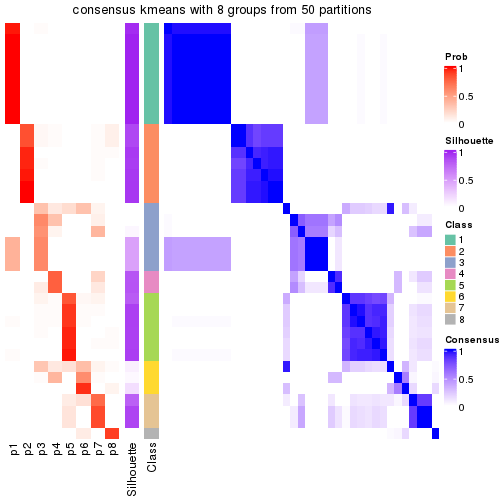 consensus kmeans with 8 groups from 50 partitions
p1
p2
p3
p4
p5
p6
p7
p8
Silhouette
Class
Prob
1
0.5
0
Silhouette
1
0.5
0
Class
1
2
3
4
5
6
7
8
Consensus
1
0.5
0